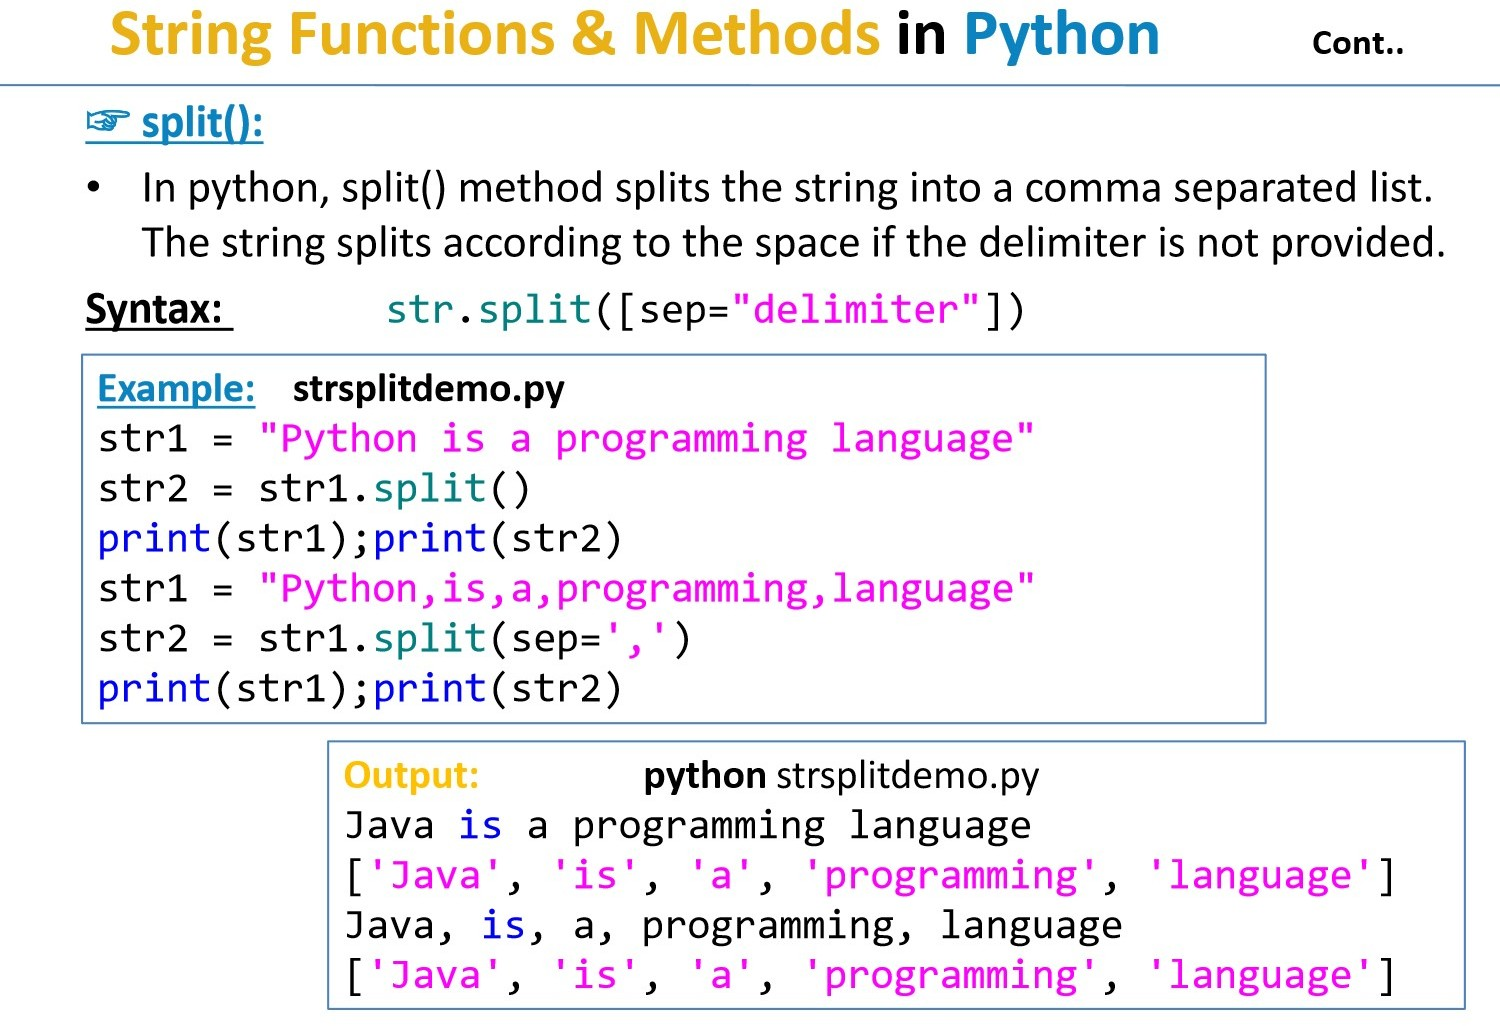 String Functions & Methods in Python Cont..
☞ split():
• In python, split() method splits the string into a comma separated list.
The string splits according to the space if the delimiter is not provided.
Syntax: str.split([sep="delimiter"])
Example: strsplitdemo.py
str1 = "Python is a programming language"
str2 = str1.split()
print(str1);print(str2)
str1 = "Python,is,a,programming,language"
str2 = str1.split(sep=',')
print(str1);print(str2)
Output: python strsplitdemo.py
Java is a programming language
['Java', 'is', 'a', 'programming', 'language']
Java, is, a, programming, language
['Java', 'is', 'a', 'programming', 'language']